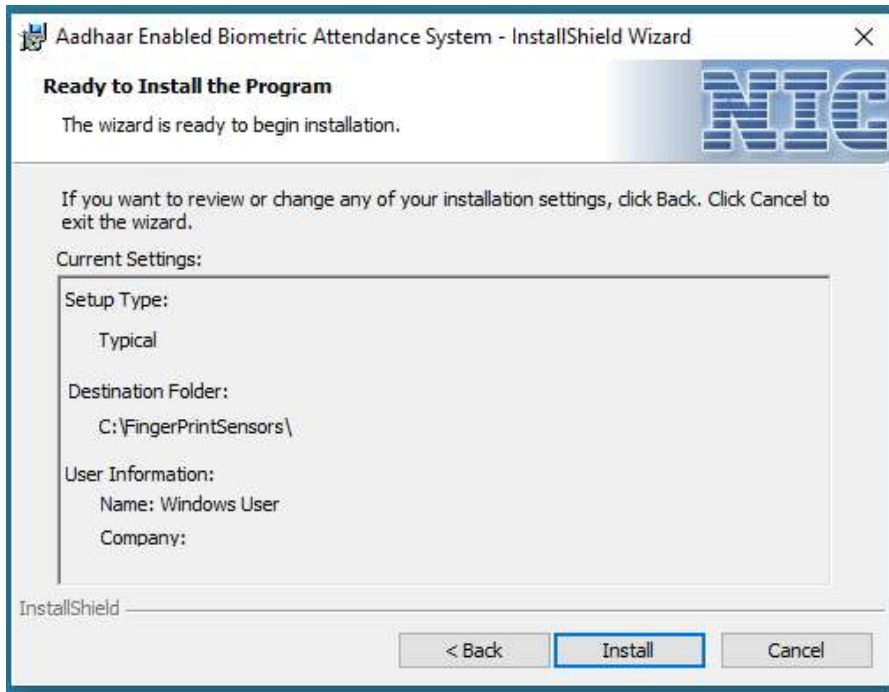 Aadhaar Enabled Biometric Attendance System - InstallShield Wizard
Ready to Install the Program
The wizard is ready to begin installation.
NIC
If you want to review or change any of your installation settings, click Back. Click Cancel to
exit the wizard.
Current Settings:
Setup Type:
Typical
Destination Folder:
C:\FingerPrintSensors\
User Information:
Name: Windows User
Company:
InstallShield
< Back
Install
Cancel